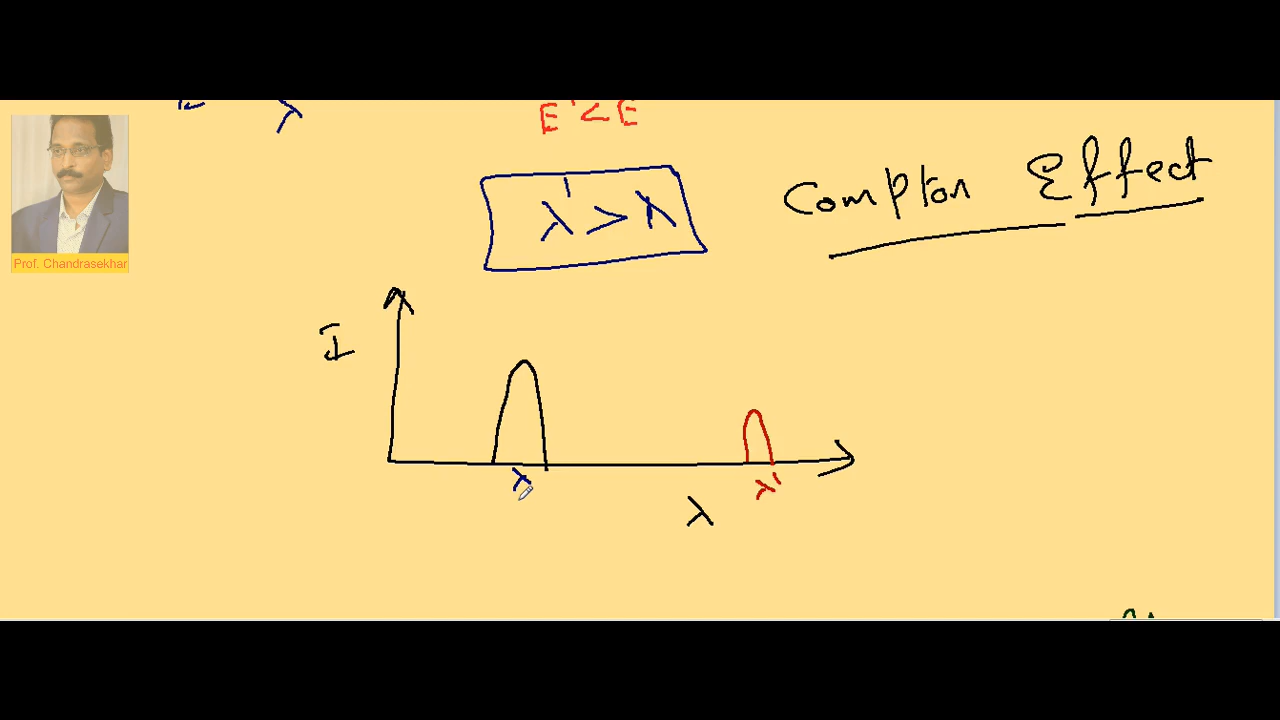 λ
E' < E
Prof. Chandrasekhar
λ' > λ
Compton Effect
I
λ
λ'
λ